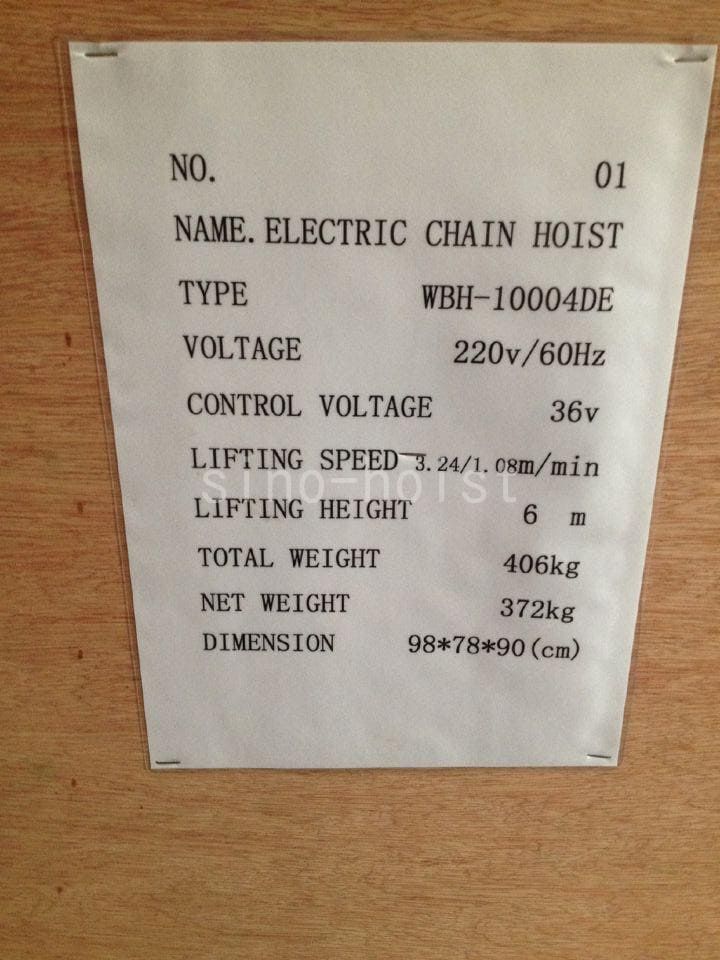 NO. 01
NAME. ELECTRIC CHAIN HOIST
TYPE WBH-10004DE
VOLTAGE 220v/60Hz
CONTROL VOLTAGE 36v
LIFTING SPEED 3.24/1.08m/min
sino-hoist
LIFTING HEIGHT 6 m
TOTAL WEIGHT 406kg
NET WEIGHT 372kg
DIMENSION 98*78*90(cm)